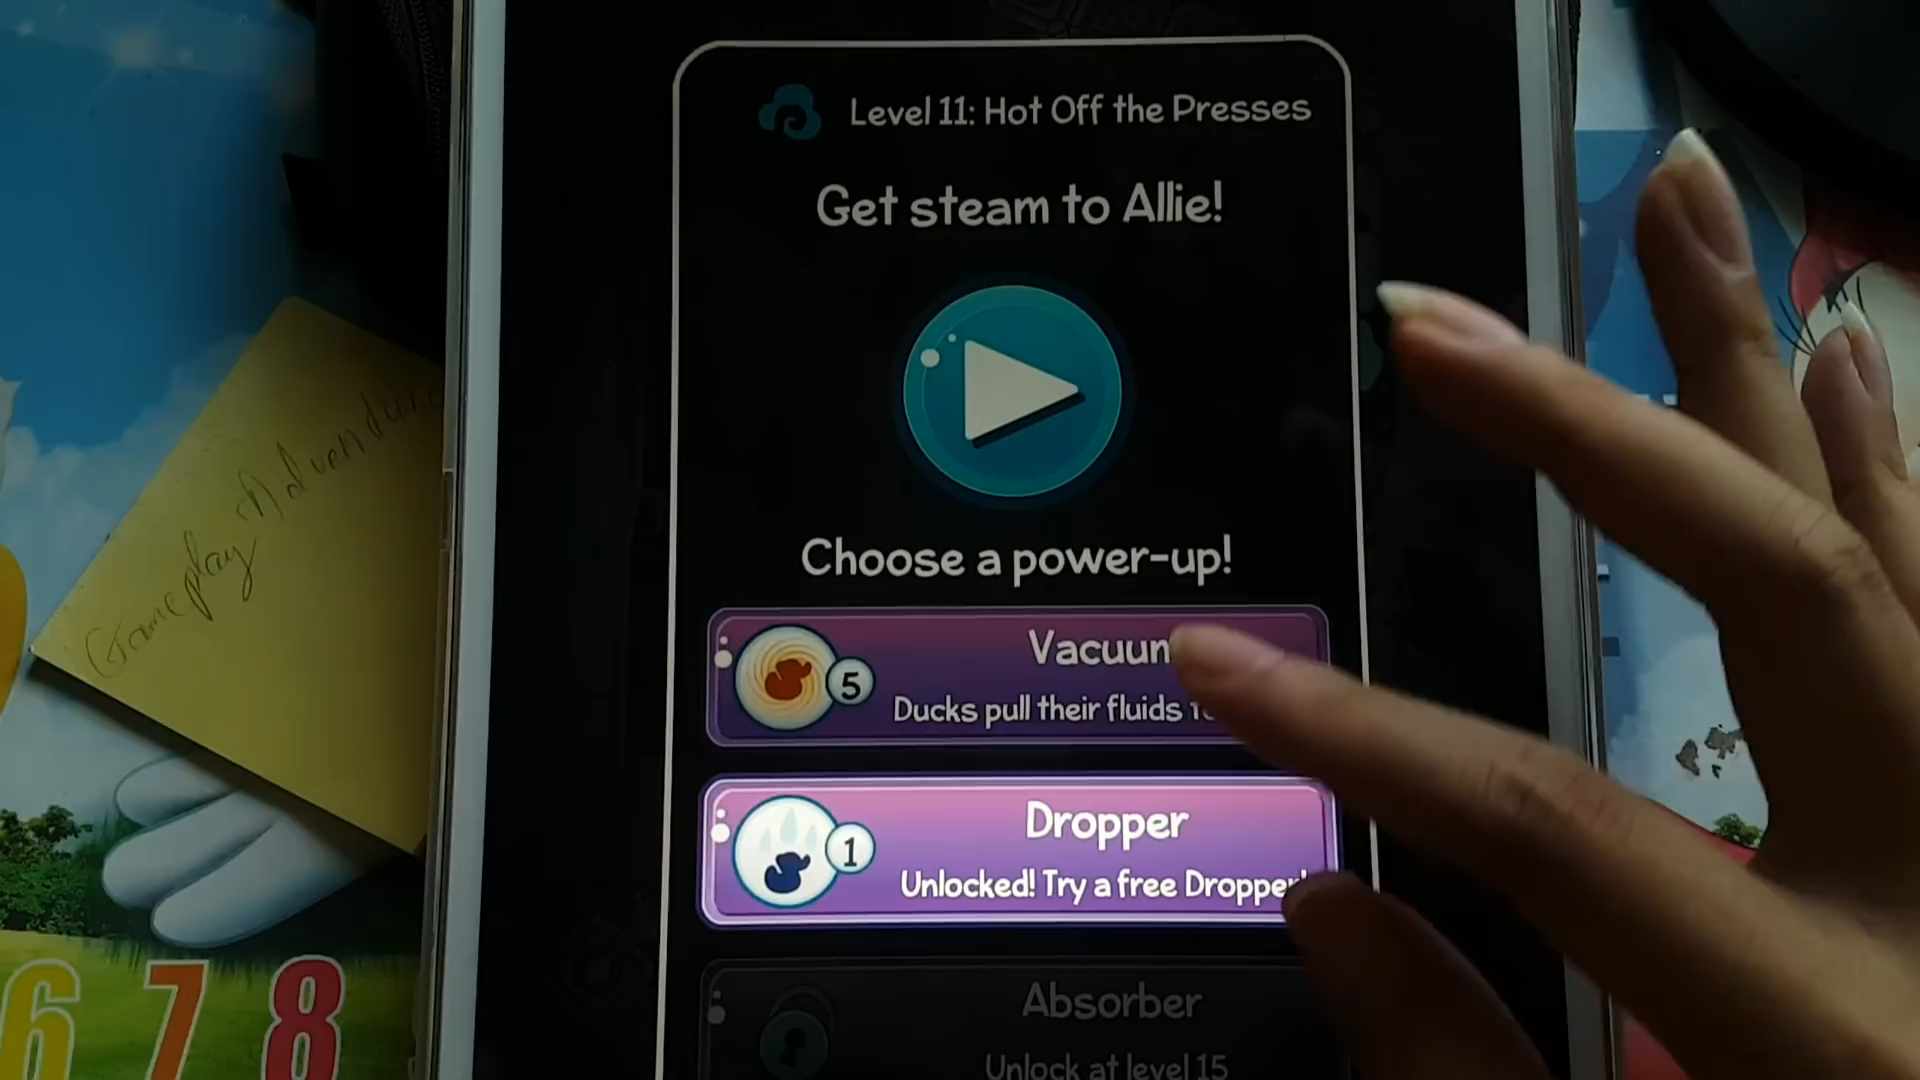 Level 11: Hot Off the Presses
Get steam to Allie!
Choose a power-up!
Vacuum
5
Ducks pull their fluids
Dropper
1
Unlocked! Try a free Dropper!
Absorber
Unlock at level 15
Gameplay Adventure
6 7 8